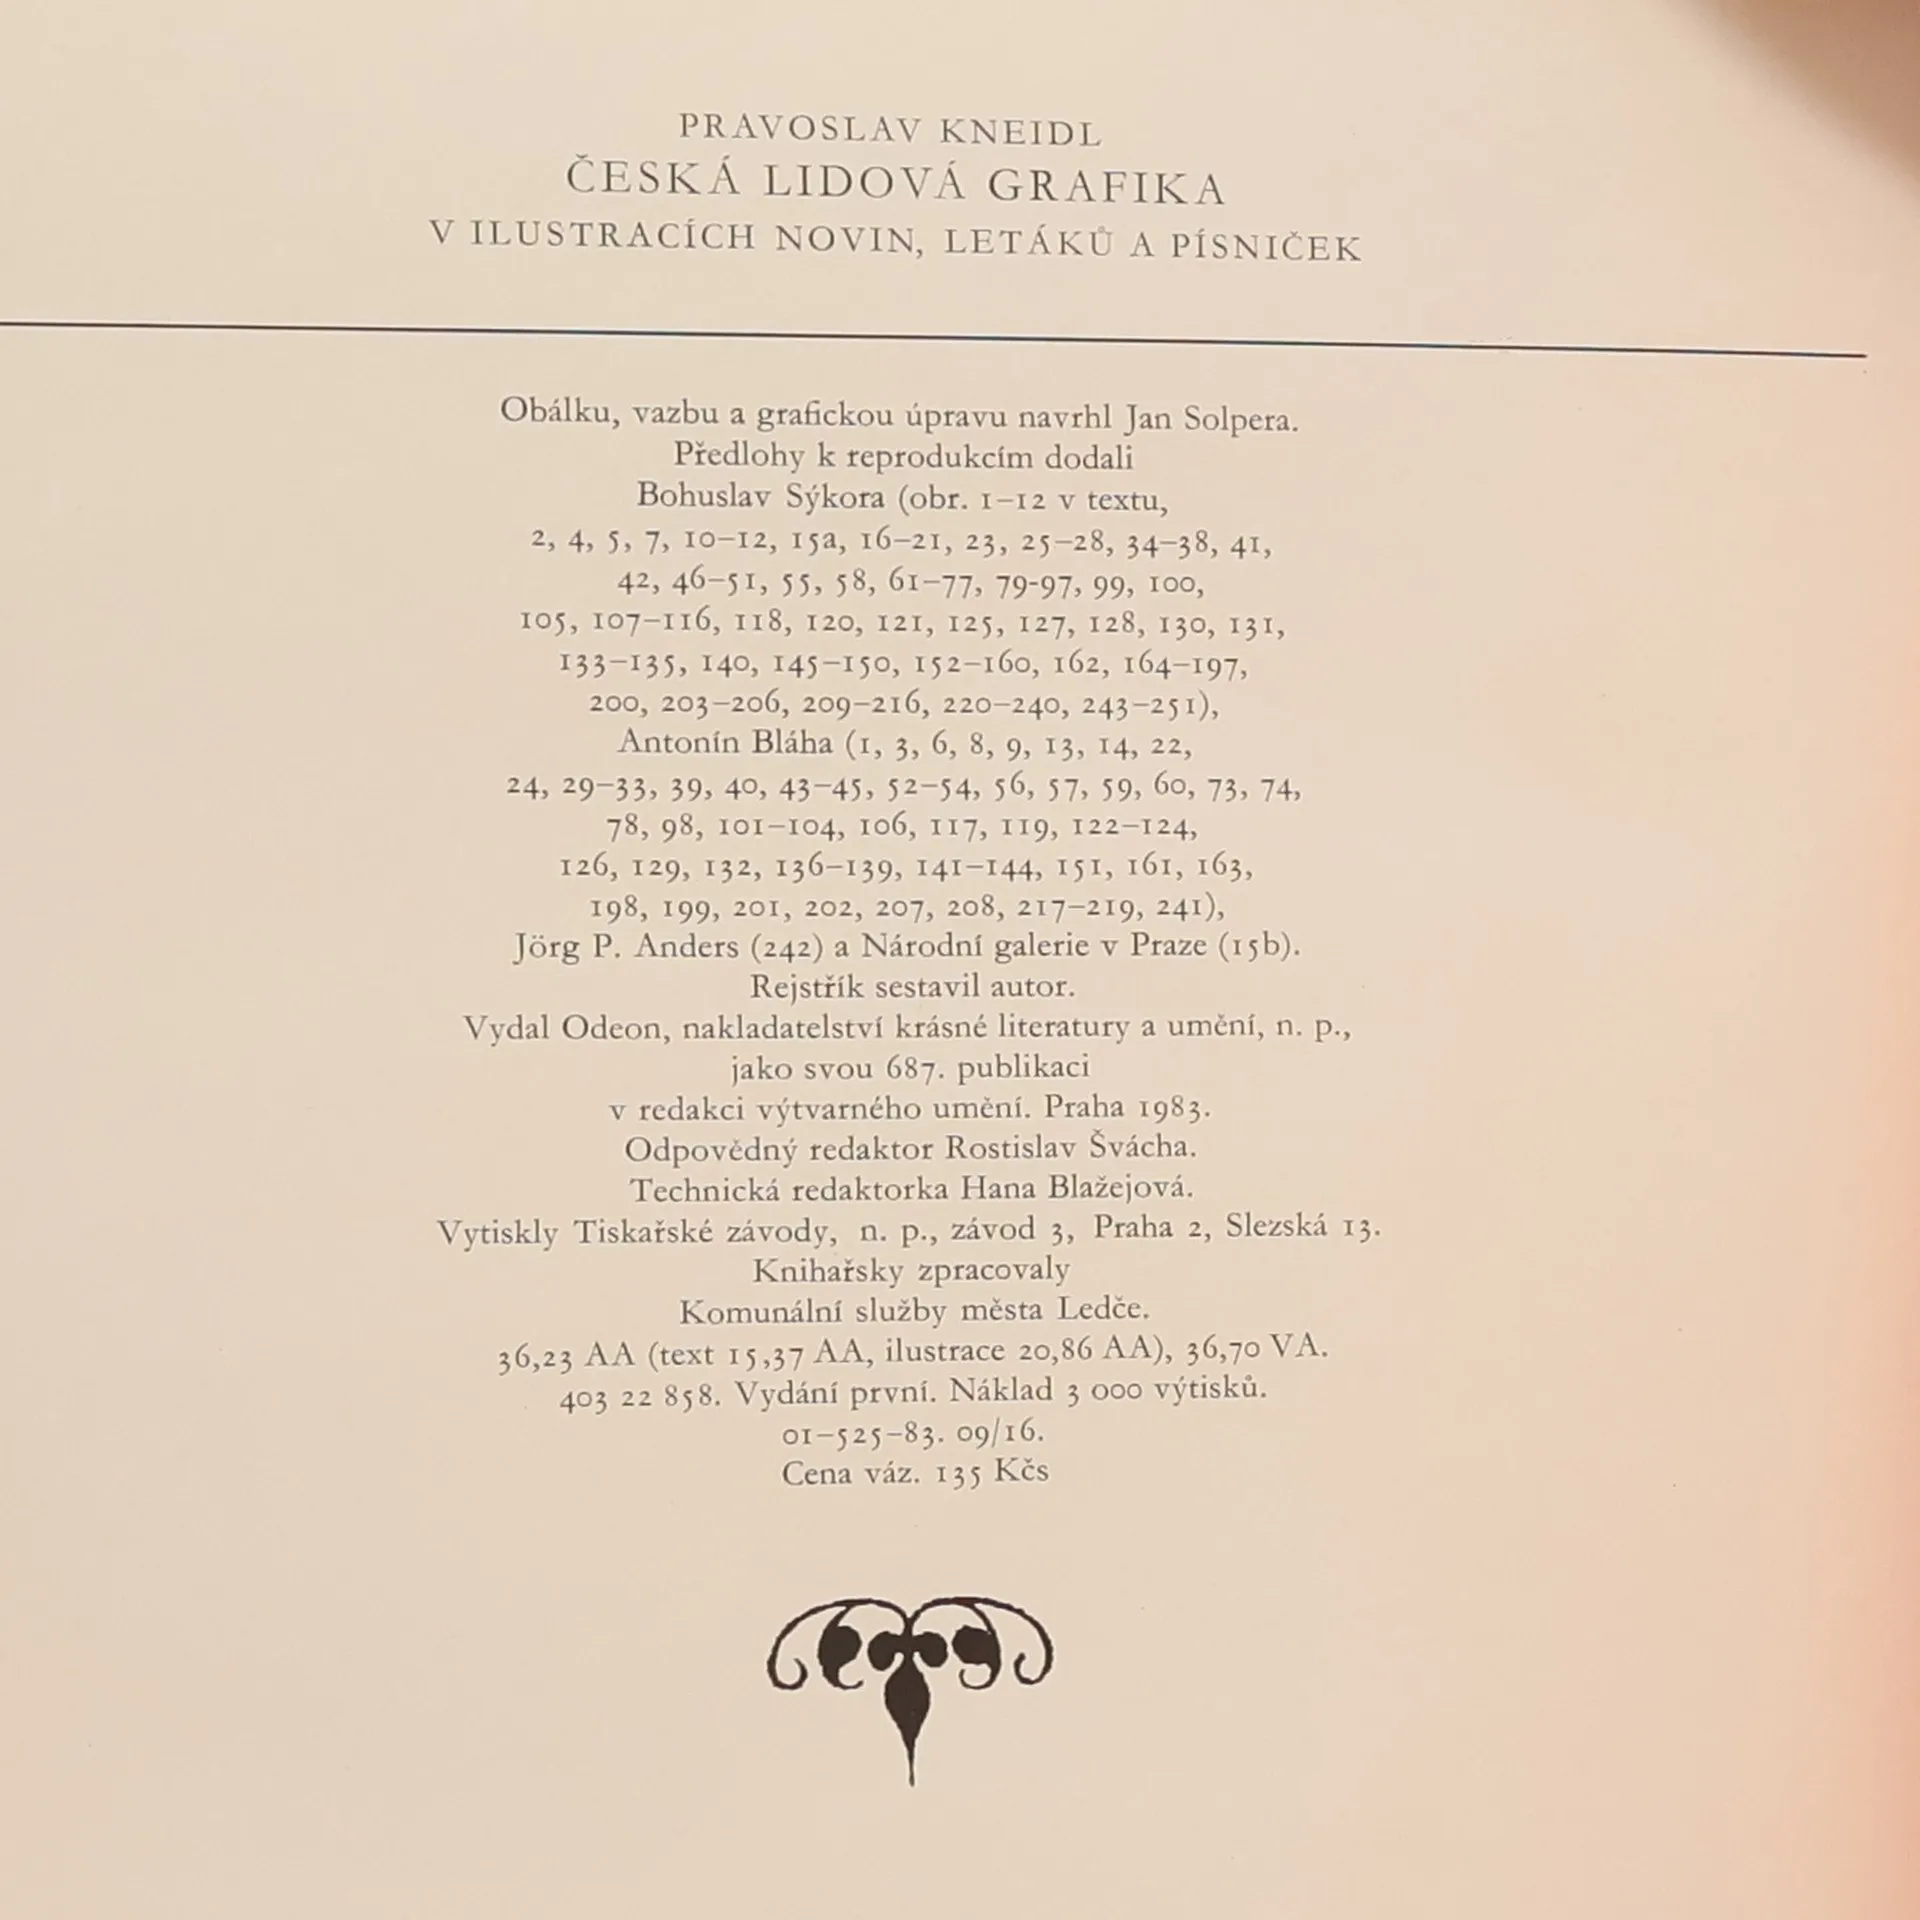 PRAVOSLAV KNEIDL
ČESKÁ LIDOVÁ GRAFIKA
V ILUSTRACÍCH NOVIN, LETÁKŮ A PÍSNIČEK
Obálku, vazbu a grafickou úpravu navrhl Jan Solpera.
Předlohy k reprodukcím dodali
Bohuslav Sýkora (obr. 1–12 v textu,
2, 4, 5, 7, 10–12, 15a, 16–21, 23, 25–28, 34–38, 41,
42, 46–51, 55, 58, 61–77, 79-97, 99, 100,
105, 107–116, 118, 120, 121, 125, 127, 128, 130, 131,
133–135, 140, 145–150, 152–160, 162, 164–197,
200, 203–206, 209–216, 220–240, 243–251),
Antonín Bláha (1, 3, 6, 8, 9, 13, 14, 22,
24, 29–33, 39, 40, 43–45, 52–54, 56, 57, 59, 60, 73, 74,
78, 98, 101–104, 106, 117, 119, 122–124,
126, 129, 132, 136–139, 141–144, 151, 161, 163,
198, 199, 201, 202, 207, 208, 217–219, 241),
Jörg P. Anders (242) a Národní galerie v Praze (15b).
Rejstřík sestavil autor.
Vydal Odeon, nakladatelství krásné literatury a umění, n. p.,
jako svou 687. publikaci
v redakci výtvarného umění. Praha 1983.
Odpovědný redaktor Rostislav Švácha.
Technická redaktorka Hana Blažejová.
Vytiskly Tiskařské závody, n. p., závod 3, Praha 2, Slezská 13.
Knihařsky zpracovaly
Komunální služby města Ledče.
36,23 AA (text 15,37 AA, ilustrace 20,86 AA), 36,70 VA.
403 22 858. Vydání první. Náklad 3 000 výtisků.
01–525–83. 09/16.
Cena váz. 135 Kčs